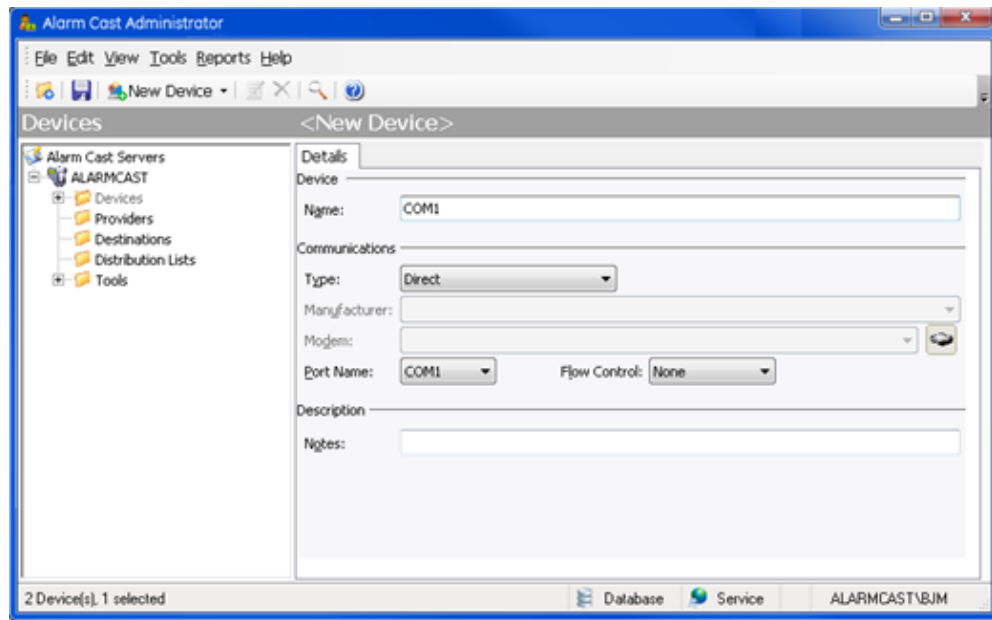 Alarm Cast Administrator
File Edit View Tools Reports Help
New Device
Devices
<New Device>
Alarm Cast Servers
ALARMCAST
Devices
Providers
Destinations
Distribution Lists
Tools
Details
Device
Name: COM1
Communications
Type: Direct
Manufacturer:
Modem:
Port Name: COM1 Flow Control: None
Description
Notes:
2 Device(s), 1 selected Database Service ALARMCAST\BJM